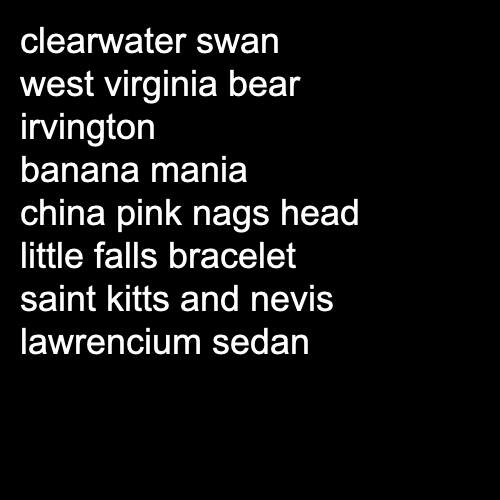 clearwater swan
west virginia bear
irvington
banana mania
china pink nags head
little falls bracelet
saint kitts and nevis
lawrencium sedan